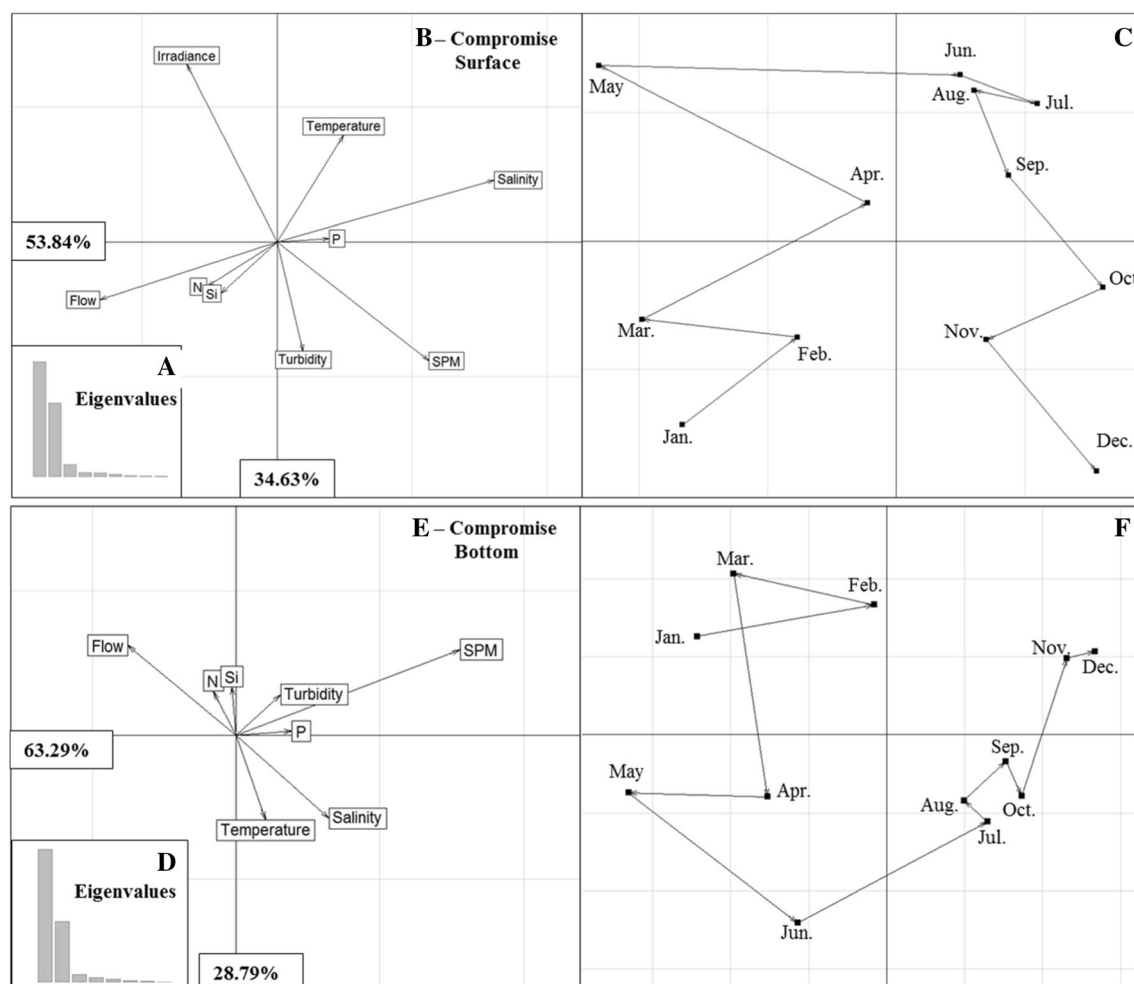 B – Compromise
Surface
Irradiance
Temperature
Salinity
P
53.84%
N
Si
Flow
Turbidity
SPM
A
Eigenvalues
34.63%
C
Jun.
May
Aug.
Jul.
Sep.
Apr.
Oct
Mar.
Nov.
Feb.
Jan.
Dec.
E – Compromise
Bottom
Flow
SPM
N
Si
Turbidity
P
63.29%
Temperature
Salinity
D
Eigenvalues
28.79%
F
Mar.
Feb.
Jan.
Nov.
Dec.
Sep.
May
Apr.
Aug.
Oct.
Jul.
Jun.